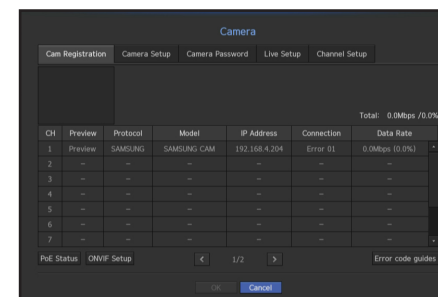 Camera
Cam Registration Camera Setup Camera Password Live Setup Channel Setup
Total: 0.0Mbps /0.0%
CH Preview Protocol Model IP Address Connection Data Rate
1 Preview SAMSUNG SAMSUNG CAM 192.168.4.204 Error 01 0.0Mbps (0.0%)
2 – – – – – –
3 – – – – – –
4 – – – – – –
5 – – – – – –
6 – – – – – –
7 – – – – – –
PoE Status ONVIF Setup < 1/2 > Error code guides
OK Cancel